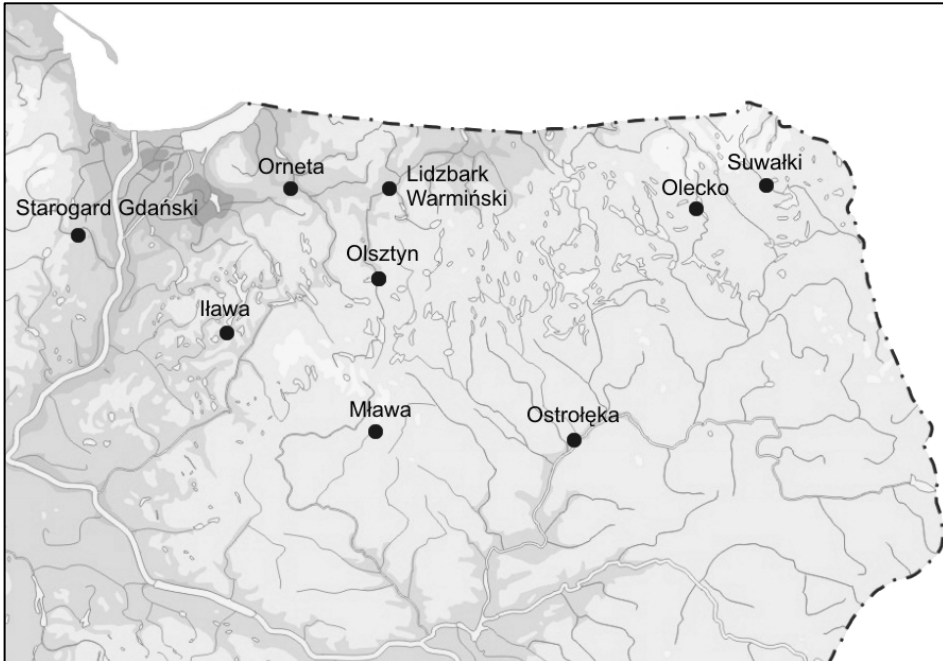 Orneta
Lidzbark
Warmiński
Suwałki
Olecko
Starogard Gdański
Olsztyn
Iława
Mława
Ostrołęka